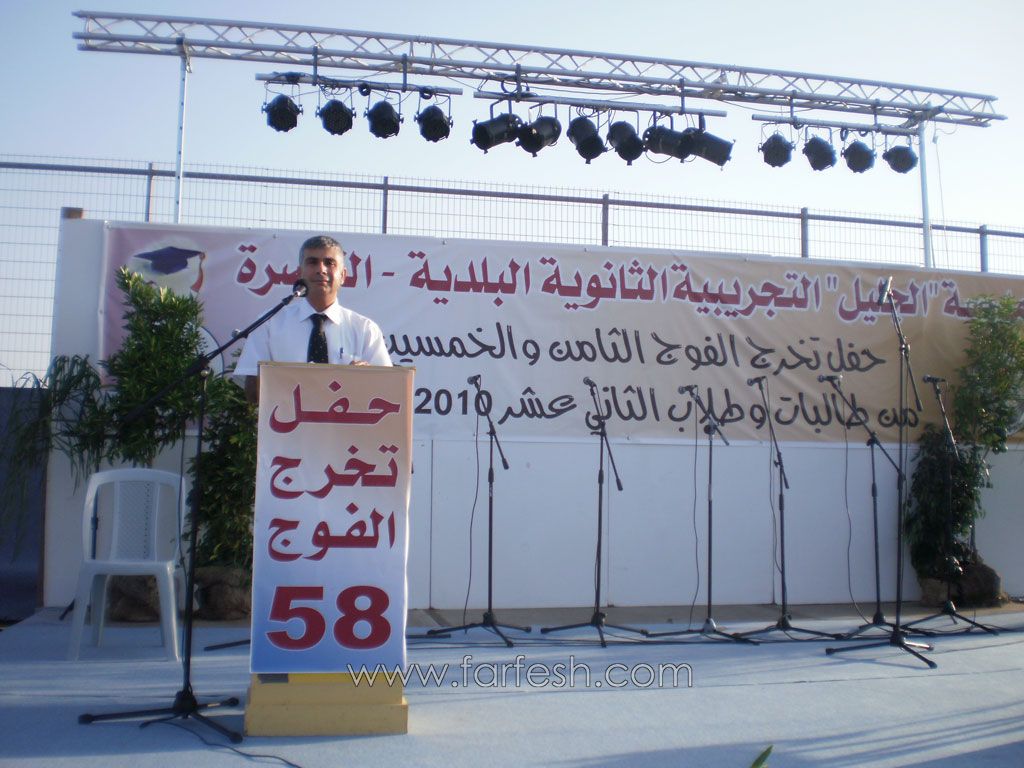 "الجليل" التجريبية الثانوية البلدية -
حفل تخرج الفوج الثامن والخمسين
من طالبات وطلاب الثاني عشر 2010
حفل
تخرج
الفوج
58
www.farfesh.com